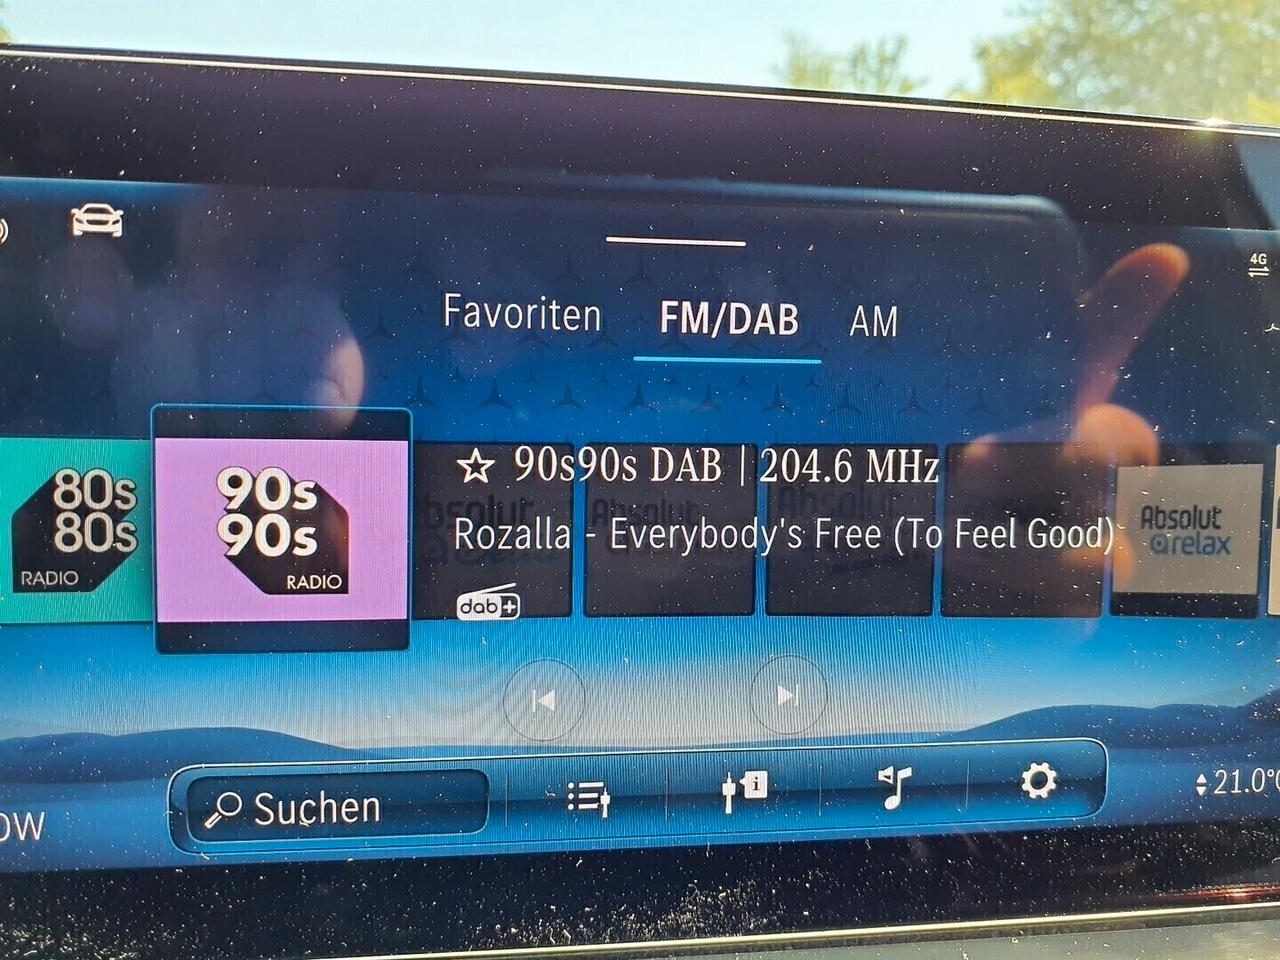 4G
Favoriten FM/DAB AM
80s
80s
RADIO
90s
90s
RADIO
90s90s DAB | 204.6 MHz
Rozalla - Everybody's Free (To Feel Good)
dab+
Absolut
relax
Suchen
21.0°